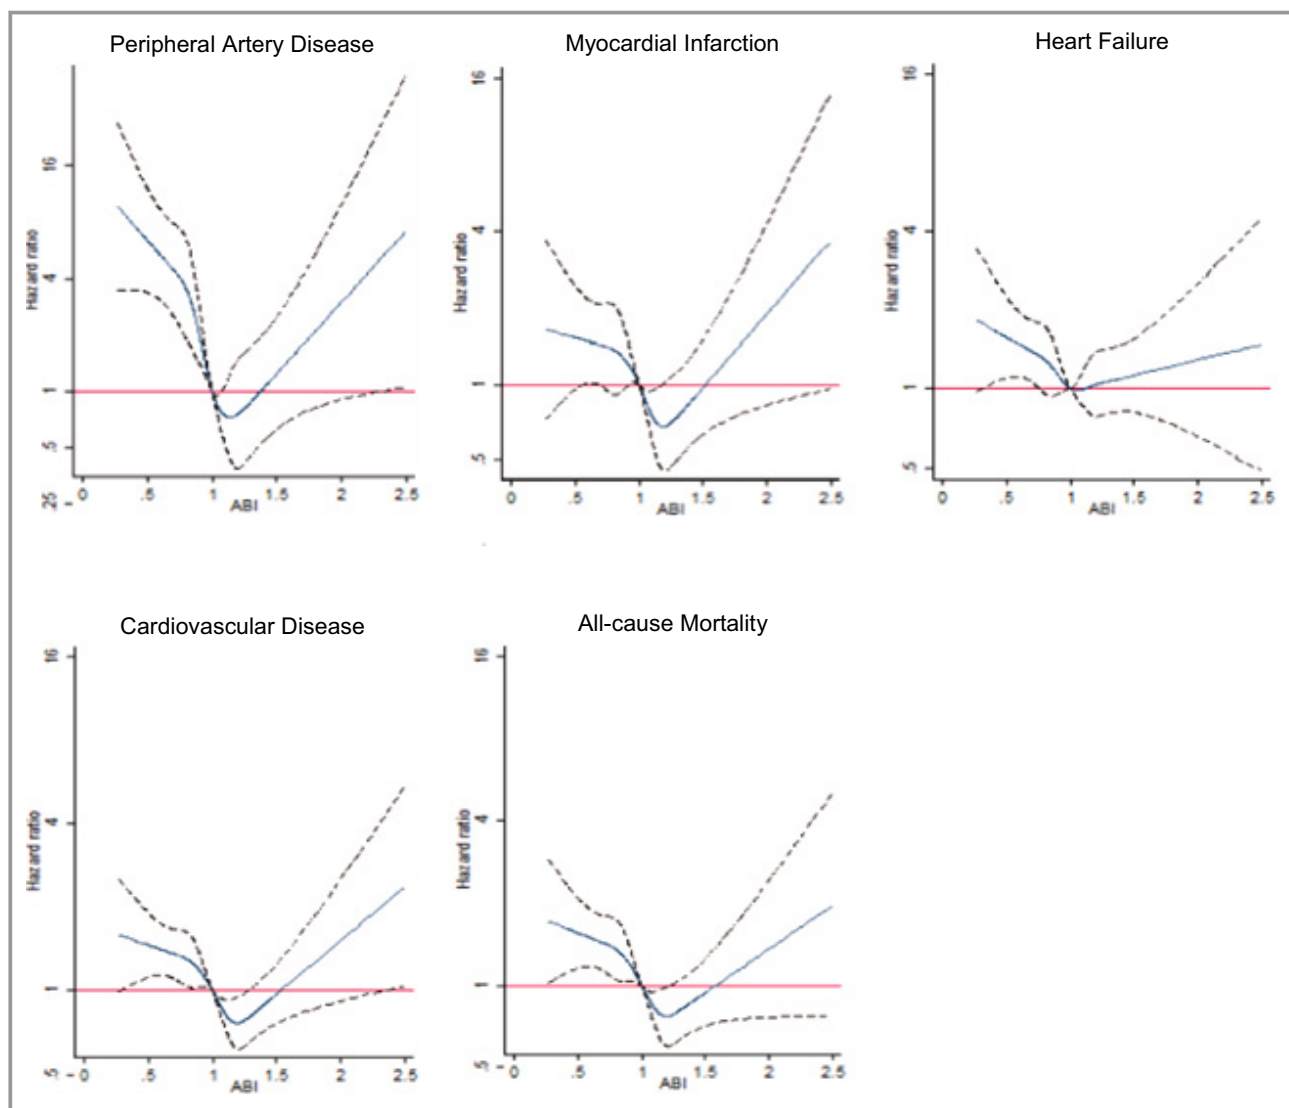 Peripheral Artery Disease
Myocardial Infarction
Heart Failure
16
4
1
.5
.25
Hazard ratio
0 .5 1 1.5 2 2.5
ABI
16
4
1
.5
Hazard ratio
0 .5 1 1.5 2 2.5
ABI
16
4
1
.5
Hazard ratio
0 .5 1 1.5 2 2.5
ABI
Cardiovascular Disease
All-cause Mortality
16
4
1
.5
Hazard ratio
0 .5 1 1.5 2 2.5
ABI
16
4
1
.5
Hazard ratio
0 .5 1 1.5 2 2.5
ABI